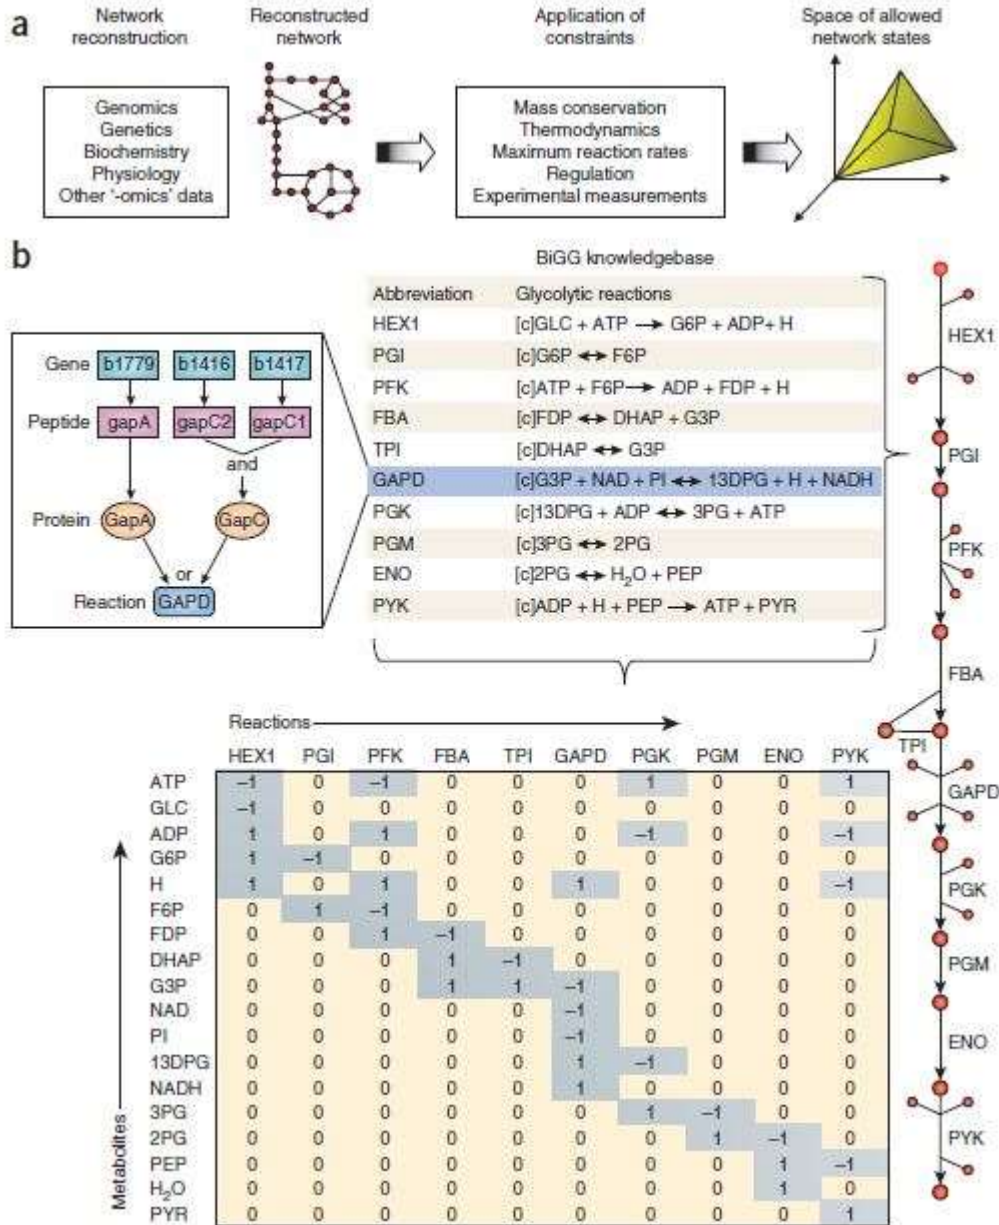 a
Network reconstruction
Reconstructed network
Application of constraints
Space of allowed network states
Genomics
Genetics
Biochemistry
Physiology
Other '-omics' data
Mass conservation
Thermodynamics
Maximum reaction rates
Regulation
Experimental measurements
b
BiGG knowledgebase
Gene b1779 b1416 b1417
Peptide gapA gapC2 gapC1
and
Protein GapA GapC
or
Reaction GAPD
Abbreviation Glycolytic reactions
HEX1 [c]GLC + ATP → G6P + ADP+ H
PGI [c]G6P ↔ F6P
PFK [c]ATP + F6P → ADP + FDP + H
FBA [c]FDP ↔ DHAP + G3P
TPI [c]DHAP ↔ G3P
GAPD [c]G3P + NAD + PI ↔ 13DPG + H + NADH
PGK [c]13DPG + ADP ↔ 3PG + ATP
PGM [c]3PG ↔ 2PG
ENO [c]2PG ↔ H₂O + PEP
PYK [c]ADP + H + PEP → ATP + PYR
HEX1
PGI
PFK
FBA
TPI
GAPD
PGK
PGM
ENO
PYK
Reactions
HEX1 PGI PFK FBA TPI GAPD PGK PGM ENO PYK
ATP –1 0 –1 0 0 0 1 0 0 1
GLC –1 0 0 0 0 0 0 0 0 0
ADP 1 0 1 0 0 0 –1 0 0 –1
G6P 1 –1 0 0 0 0 0 0 0 0
H 1 0 1 0 0 1 0 0 0 –1
F6P 0 1 –1 0 0 0 0 0 0 0
FDP 0 0 1 –1 0 0 0 0 0 0
DHAP 0 0 0 1 –1 0 0 0 0 0
G3P 0 0 0 1 1 –1 0 0 0 0
NAD 0 0 0 0 0 –1 0 0 0 0
PI 0 0 0 0 0 –1 0 0 0 0
13DPG 0 0 0 0 0 1 –1 0 0 0
NADH 0 0 0 0 0 1 0 0 0 0
3PG 0 0 0 0 0 0 1 –1 0 0
2PG 0 0 0 0 0 0 0 1 –1 0
PEP 0 0 0 0 0 0 0 0 1 –1
H₂O 0 0 0 0 0 0 0 0 1 0
PYR 0 0 0 0 0 0 0 0 0 1
Metabolites